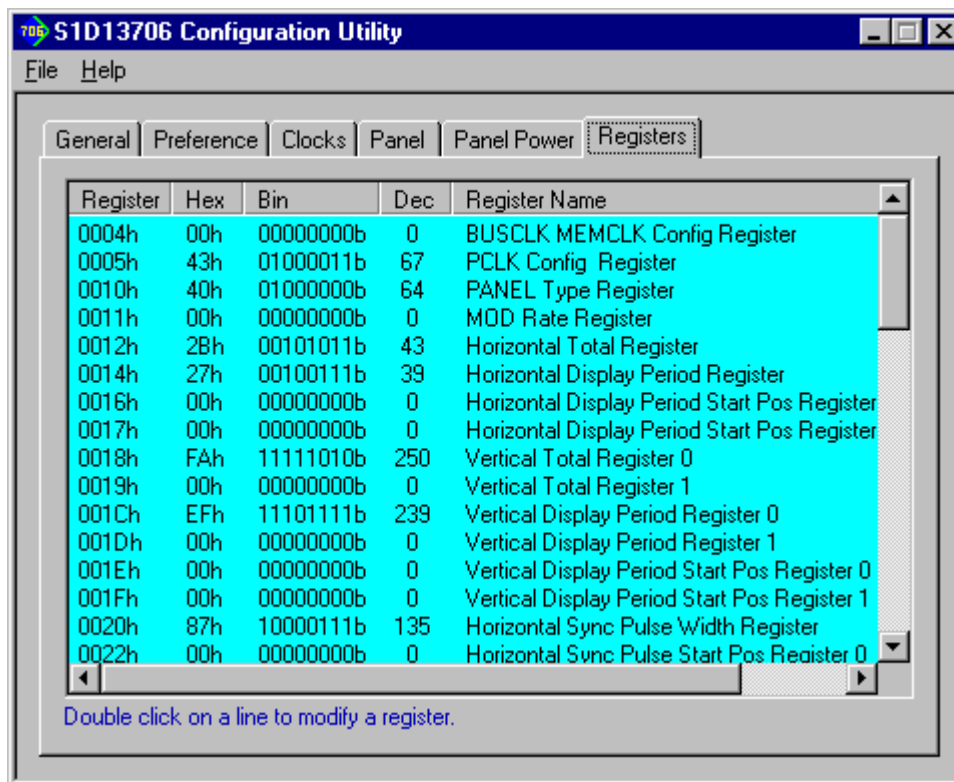 706 S1D13706 Configuration Utility
File Help
General Preference Clocks Panel Panel Power Registers
Register Hex Bin Dec Register Name
0004h 00h 00000000b 0 BUSCLK MEMCLK Config Register
0005h 43h 01000011b 67 PCLK Config  Register
0010h 40h 01000000b 64 PANEL Type Register
0011h 00h 00000000b 0 MOD Rate Register
0012h 2Bh 00101011b 43 Horizontal Total Register
0014h 27h 00100111b 39 Horizontal Display Period Register
0016h 00h 00000000b 0 Horizontal Display Period Start Pos Register
0017h 00h 00000000b 0 Horizontal Display Period Start Pos Register
0018h FAh 11111010b 250 Vertical Total Register 0
0019h 00h 00000000b 0 Vertical Total Register 1
001Ch EFh 11101111b 239 Vertical Display Period Register 0
001Dh 00h 00000000b 0 Vertical Display Period Register 1
001Eh 00h 00000000b 0 Vertical Display Period Start Pos Register 0
001Fh 00h 00000000b 0 Vertical Display Period Start Pos Register 1
0020h 87h 10000111b 135 Horizontal Sync Pulse Width Register
0022h 00h 00000000b 0 Horizontal Sync Pulse Start Pos Register 0
Double click on a line to modify a register.